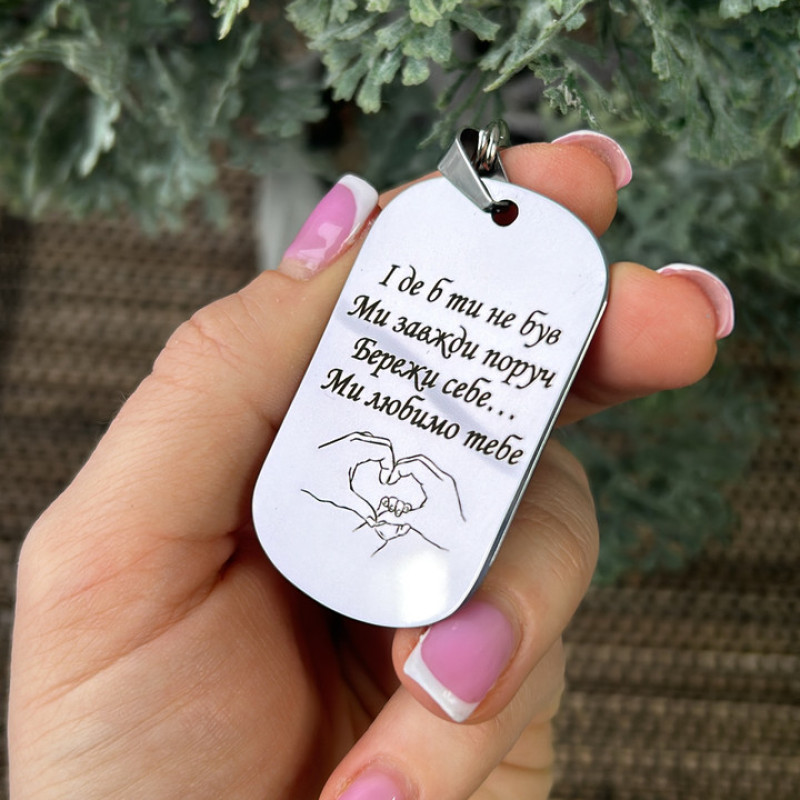 І де б ти не був
Ми завжди поруч
Бережи себе...
Ми любимо тебе